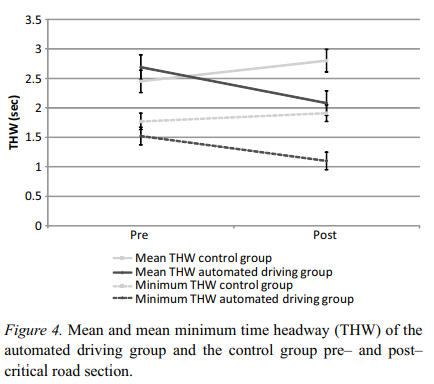 3.5
3
2.5
2
1.5
1
0.5
0
THW (sec)
Pre
Post
Mean THW control group
Mean THW automated driving group
Minimum THW control group
Minimum THW automated driving group
Figure 4. Mean and mean minimum time headway (THW) of the
automated driving group and the control group pre– and post–
critical road section.